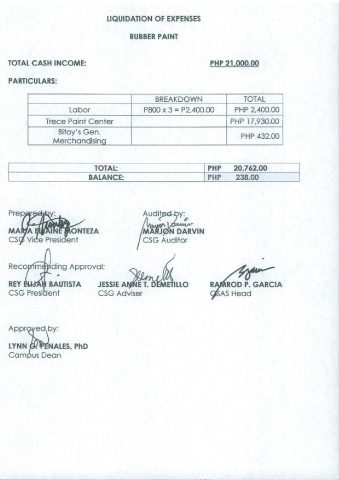 LIQUIDATION OF EXPENSES
RUBBER PAINT
TOTAL CASH INCOME: PHP 21,000.00
PARTICULARS:
BREAKDOWN TOTAL
Labor P800 x 3 = P2,400.00 PHP 2,400.00
Trece Paint Center PHP 17,930.00
Bitoy's Gen. Merchandising PHP 432.00
TOTAL: PHP 20,762.00
BALANCE: PHP 238.00
Prepared by: Audited by:
MARIA ELAINE MONTEZA MARJON DARVIN
CSG Vice President CSG Auditor
Recommending Approval:
REY ELIJAH BAUTISTA JESSIE ANNE T. DEMETILLO RAMROD P. GARCIA
CSG President CSG Adviser OSAS Head
Approved by:
LYNN G. PENALES, PhD
Campus Dean